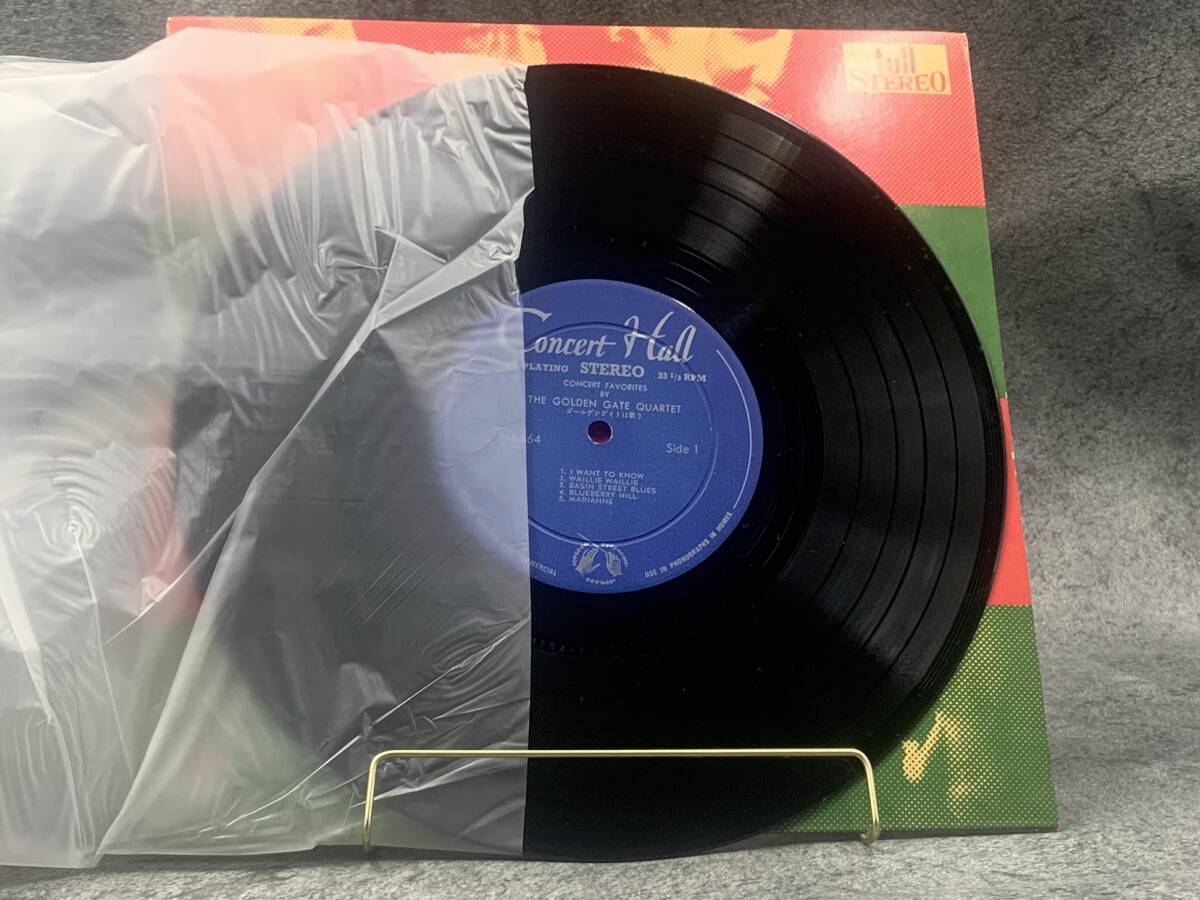 full
STEREO
Concert Hall
PLAYING STEREO 33 1/3 RPM
CONCERT FAVORITES
BY
THE GOLDEN GATE QUARTET
ゴールデンゲイトは歌う
Side 1
1. I WANT TO KNOW
2. WAILLIE WAILLIE
3. BASIN STREET BLUES
4. BLUEBERRY HILL
5. MARIANNE
USE IN PHONOGRAPHS IN HOMES